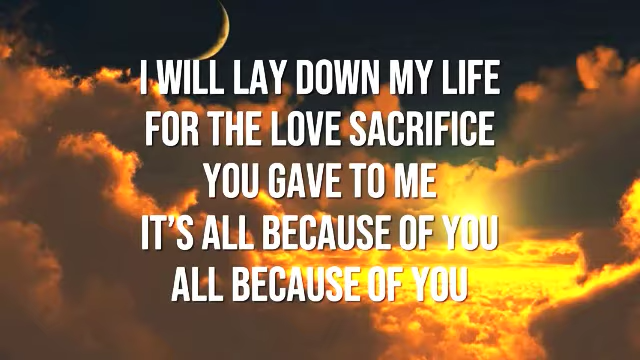 I WILL LAY DOWN MY LIFE
FOR THE LOVE SACRIFICE
YOU GAVE TO ME
IT'S ALL BECAUSE OF YOU
ALL BECAUSE OF YOU